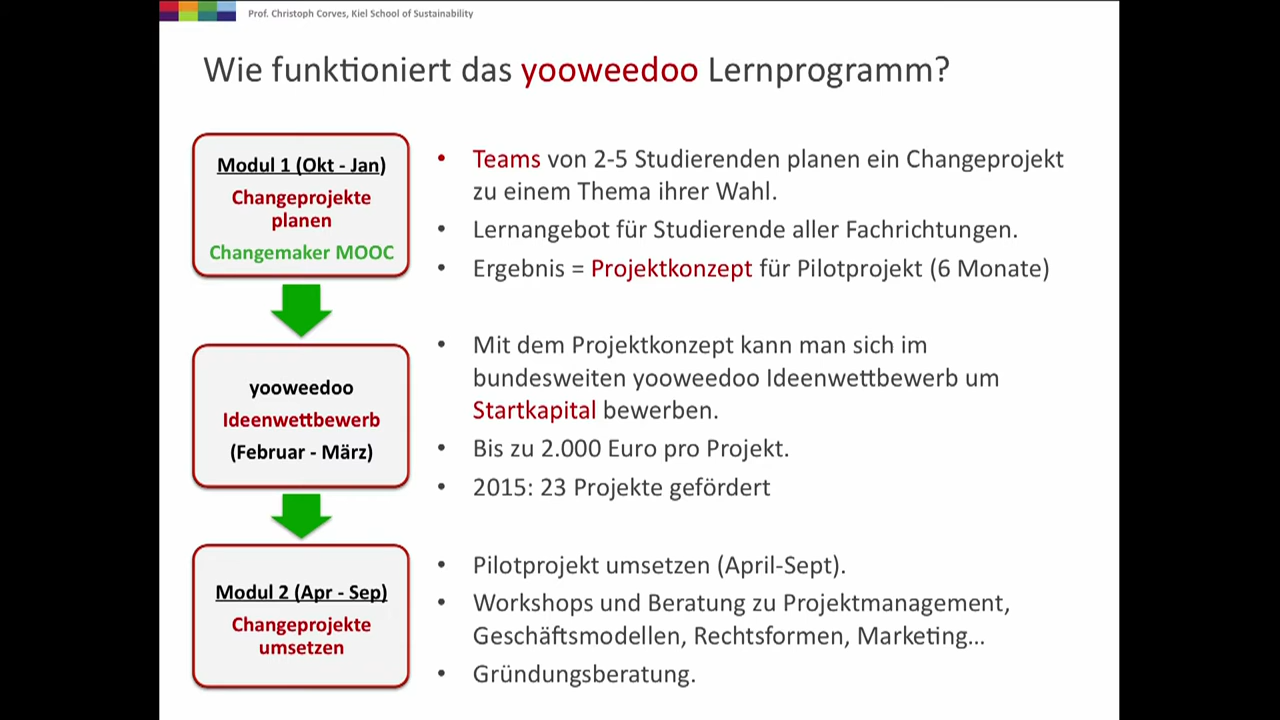 Prof. Christoph Corves, Kiel School of Sustainability
Wie funktioniert das yooweedoo Lernprogramm?
Modul 1 (Okt - Jan)
Changeprojekte
planen
Changemaker MOOC
• Teams von 2-5 Studierenden planen ein Changeprojekt
zu einem Thema ihrer Wahl.
• Lernangebot für Studierende aller Fachrichtungen.
• Ergebnis = Projektkonzept für Pilotprojekt (6 Monate)
yooweedoo
Ideenwettbewerb
(Februar - März)
• Mit dem Projektkonzept kann man sich im
bundesweiten yooweedoo Ideenwettbewerb um
Startkapital bewerben.
• Bis zu 2.000 Euro pro Projekt.
• 2015: 23 Projekte gefördert
Modul 2 (Apr - Sep)
Changeprojekte
umsetzen
• Pilotprojekt umsetzen (April-Sept).
• Workshops und Beratung zu Projektmanagement,
Geschäftsmodellen, Rechtsformen, Marketing...
• Gründungsberatung.